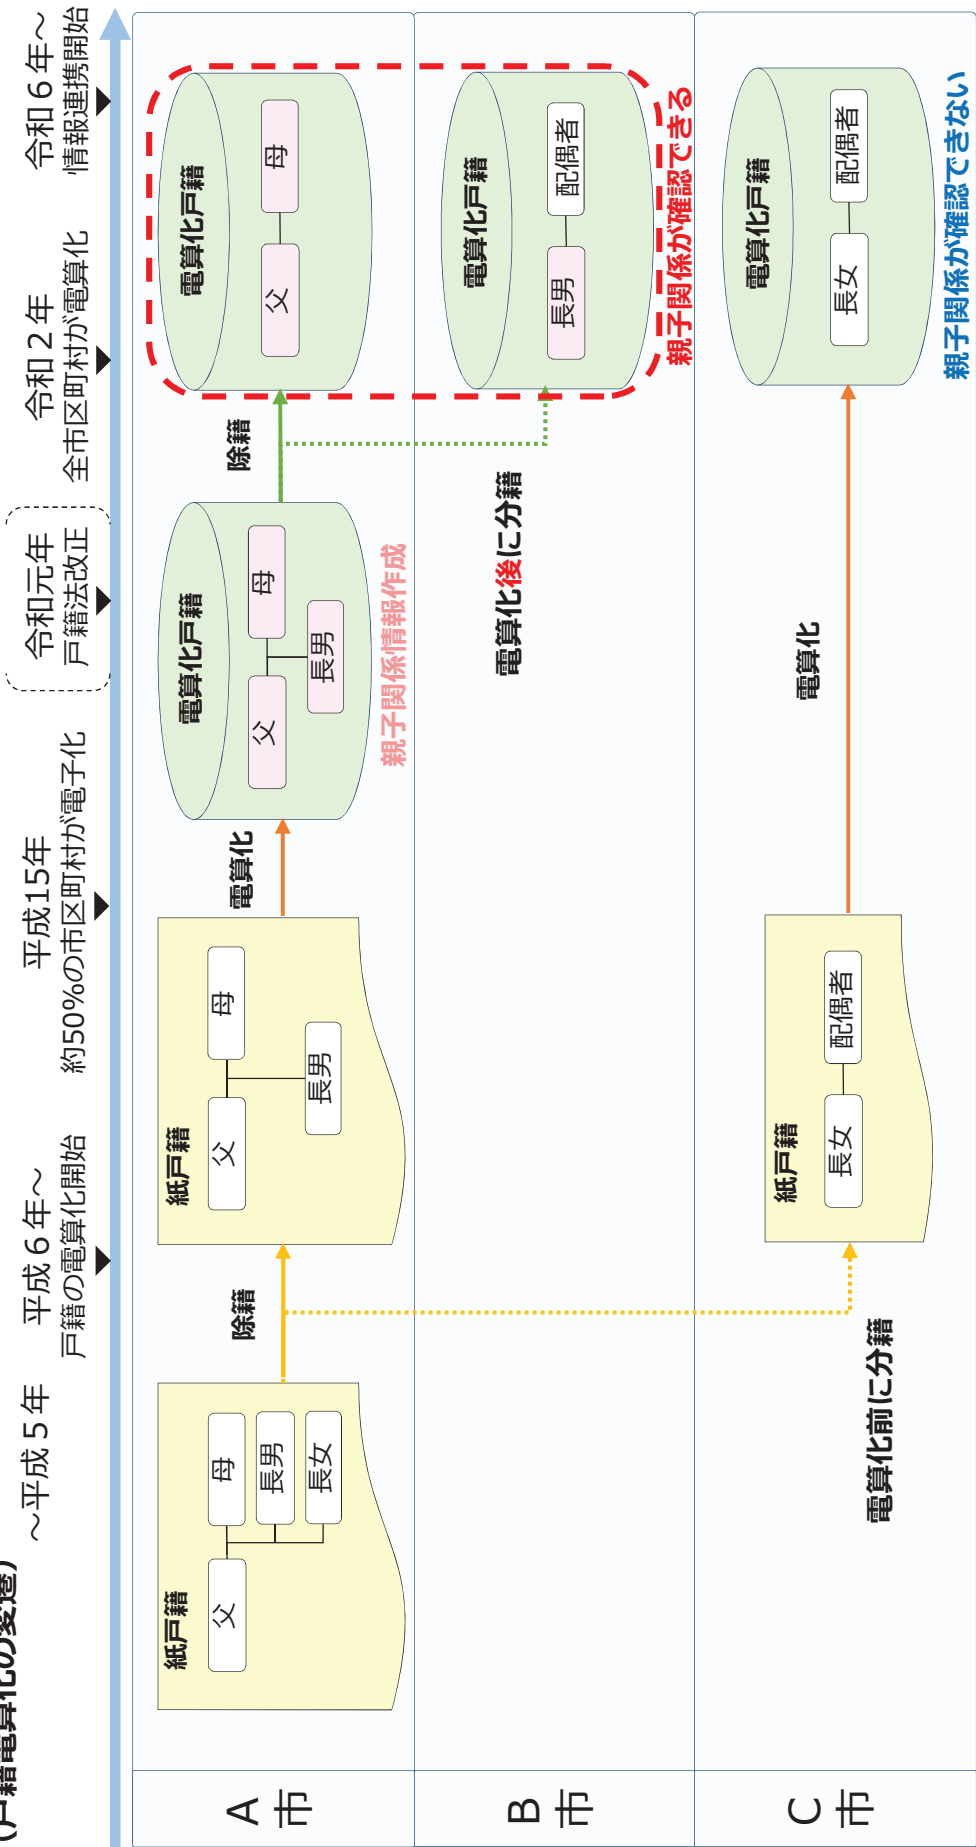 (戸籍電算化の変遷)
～平成５年
平成６年～
戸籍の電算化開始
平成15年
約50%の市区町村が電子化
令和元年
戸籍法改正
令和２年
全市区町村が電算化
令和６年～
情報連携開始
A市
紙戸籍
父
母
長男
長女
除籍
紙戸籍
父
母
長男
電算化
電算化戸籍
父
母
長男
親子関係情報作成
除籍
電算化戸籍
父
母
B市
電算化後に分籍
電算化戸籍
長男
配偶者
親子関係が確認できる
C市
電算化前に分籍
紙戸籍
長女
配偶者
電算化
電算化戸籍
長女
配偶者
親子関係が確認できない